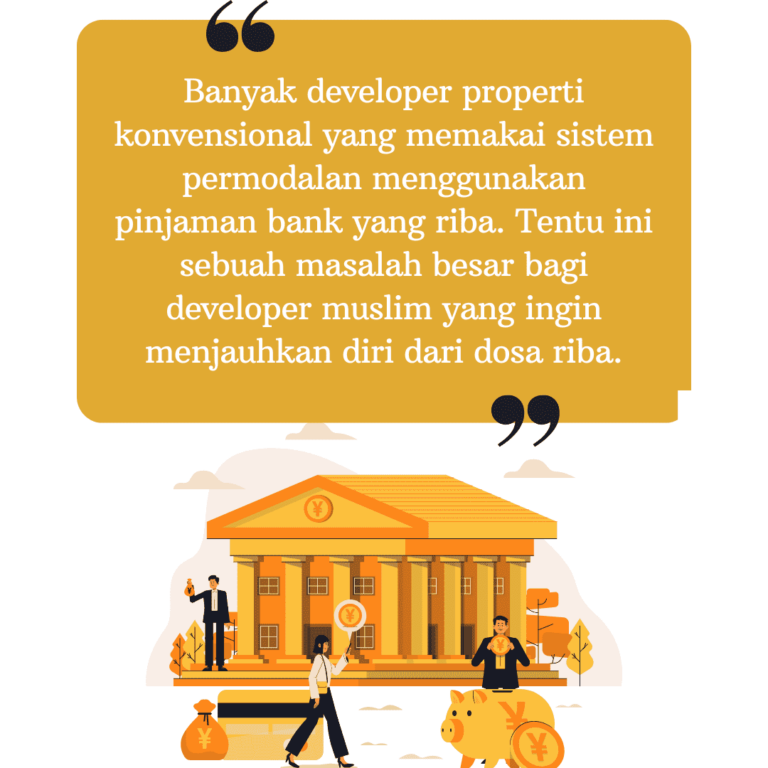 Banyak developer properti
konvensional yang memakai sistem
permodalan menggunakan
pinjaman bank yang riba. Tentu ini
sebuah masalah besar bagi
developer muslim yang ingin
menjauhkan diri dari dosa riba.
¥
¥
¥
¥
¥
¥